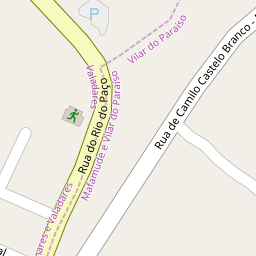 P
Vilar do Paraíso
Valadares
Rua do Rio do Paço
Mafamude e Vilar do Paraíso
Rua de Camilo Castelo Branco -
nares e Valadares
al